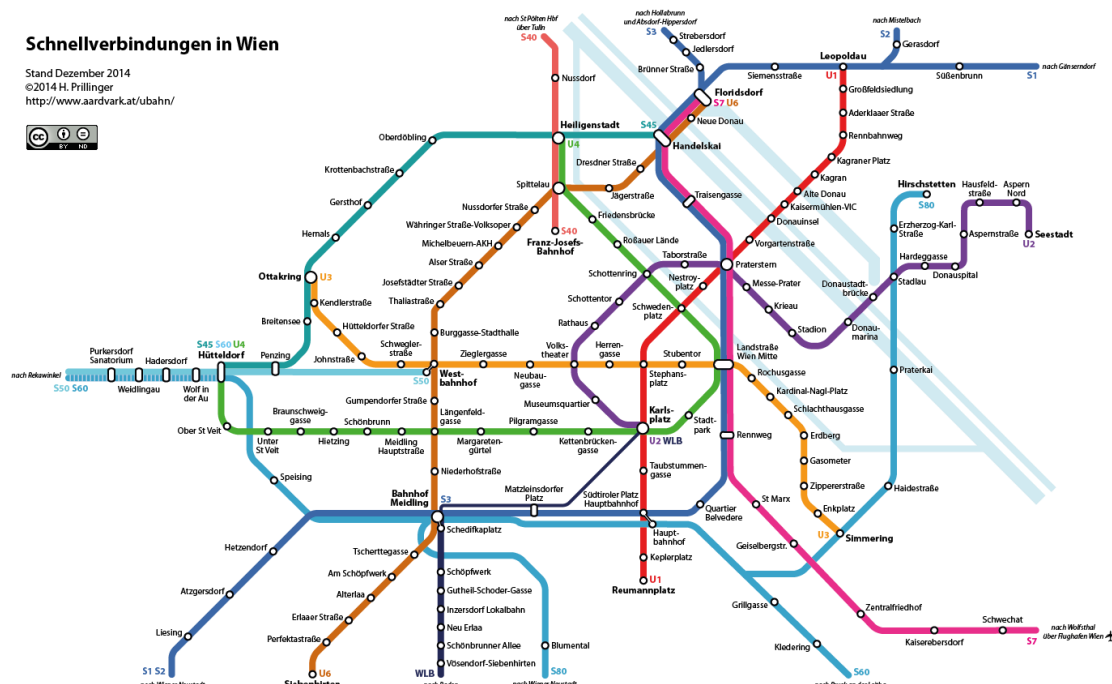 Schnellverbindungen in Wien
Stand Dezember 2014
©2014 H. Prillinger
http://www.aardvark.at/ubahn/
cc
BY ND
nach St Pölten Hbf
über Tulln
S40
nach Hollabrunn
und Absdorf-Hippersdorf
S3
nach Mistelbach
S2
Strebersdorf
Jedlersdorf
Brünner Straße
Gerasdorf
Leopoldau
U1
nach Gänserndorf
S1
Siemensstraße
Süßenbrunn
Nussdorf
Großfeldsiedlung
Floridsdorf
S7 U6
Aderklaaer Straße
Neue Donau
Heiligenstadt
U4
S45
Handelskai
Rennbahnweg
Oberdöbling
Dresdner Straße
Kagraner Platz
Krottenbachstraße
Kagran
Spittelau
Jägerstraße
Traisengasse
Alte Donau
Kaisermühlen-VIC
Hirschstetten
S80
Hausfeld-
straße
Aspern
Nord
Gersthof
Nussdorfer Straße
Friedensbrücke
Donauinsel
Währinger Straße-Volksoper
Erzherzog-Karl-
Straße
Aspernstraße
Seestadt
U2
Hernals
Michelbeuern-AKH
Franz-Josefs-
Bahnhof
S40
Roßauer Lände
Vorgartenstraße
Alser Straße
Taborstraße
Praterstern
Hardeggasse
Donauspital
Stadlau
Ottakring
U3
Josefstädter Straße
Schottenring
Nestroy-
platz
Messe-Prater
Donaustadt-
brücke
Kendlerstraße
Thaliastraße
Schottentor
Schweden-
platz
Krieau
Breitensee
Hütteldorfer Straße
Burggasse-Stadthalle
Rathaus
Stadion
Donau-
marina
S45 S60 U4
Hütteldorf
Penzing
Johnstraße
Schwegler-
straße
Zieglergasse
Volks-
theater
Herren-
gasse
Stubentor
Landstraße
Wien Mitte
Purkersdorf
Sanatorium
Hadersdorf
nach Rekawinkel
S50 S60
Weidlingau
Wolf in
der Au
S50
West-
bahnhof
Neubau-
gasse
Stephans-
platz
Rochusgasse
Praterkai
Kardinal-Nagl-Platz
Gumpendorfer Straße
Museumsquartier
Karls-
platz
U2 WLB
Stadt-
park
Schlachthausgasse
Braunschweig-
gasse
Schönbrunn
Längenfeld-
gasse
Pilgramgasse
Ober St Veit
Unter
St Veit
Hietzing
Meidling
Hauptstraße
Margareten-
gürtel
Kettenbrücken-
gasse
Rennweg
Erdberg
Gasometer
Speising
Niederhofstraße
Taubstummen-
gasse
Zippererstraße
Haidestraße
Bahnhof
Meidling
S3
Matzleinsdorfer
Platz
Südtiroler Platz
Hauptbahnhof
Quartier
Belvedere
St Marx
Enkplatz
U3
Simmering
Schedifkaplatz
Haupt-
bahnhof
Geiselbergstr.
Hetzendorf
Tscherttegasse
Keplerplatz
Am Schöpfwerk
Schöpfwerk
Reumannplatz
U1
Atzgersdorf
Alterlaa
Gutheil-Schoder-Gasse
Grillgasse
Inzersdorf Lokalbahn
Zentralfriedhof
Erlaaer Straße
Neu Erlaa
Schwechat
nach Wolfsthal
über Flughafen Wien
S7
Liesing
Perfektastraße
Schönbrunner Allee
Blumental
Kledering
Kaiserebersdorf
Vösendorf-Siebenhirten
S1 S2
U6
WLB
S80
S60